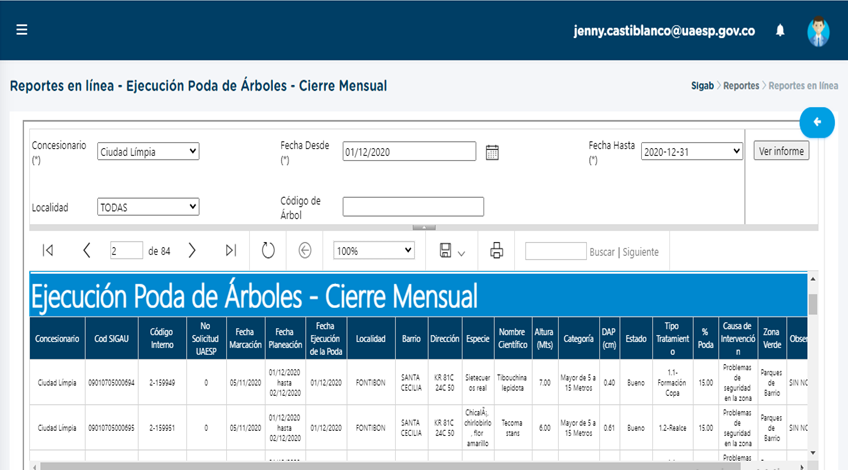 jenny.castiblanco@uaesp.gov.co
Reportes en línea - Ejecución Poda de Árboles - Cierre Mensual
Sigab > Reportes > Reportes en línea
Concesionario (*)
Ciudad Límpia
Fecha Desde (*)
01/12/2020
Fecha Hasta (*)
2020-12-31
Ver informe
Localidad
TODAS
Código de Árbol
2 de 84
100%
Buscar | Siguiente
Ejecución Poda de Árboles - Cierre Mensual
Concesionario
Cod SIGAU
Código Interno
No Solicitud UAESP
Fecha Marcación
Fecha Planeación
Fecha Ejecución de la Poda
Localidad
Barrio
Dirección
Especie
Nombre Científico
Altura (Mts)
Categoría
DAP (cm)
Estado
Tipo Tratamient o
% Poda
Causa de Intervenció n
Zona Verde
Obser
Ciudad Límpia
09010705000694
2-159949
0
05/11/2020
01/12/2020 hasta 02/12/2020
01/12/2020
FONTIBON
SANTA CECILIA
KR 81C 24C 50
Sietecuer os real
Tibouchina lepidota
7.00
Mayor de 5 a 15 Metros
0.40
Bueno
1.1- Formación Copa
15.00
Problemas de seguridad en la zona
Parques de Barrio
SIN NO
Ciudad Límpia
09010705000695
2-159951
0
05/11/2020
01/12/2020 hasta 02/12/2020
01/12/2020
FONTIBON
SANTA CECILIA
KR 81C 24C 50
ChicalÃ¡, chirlobirlo, flor amarillo
Tecoma stans
6.00
Mayor de 5 a 15 Metros
0.61
Bueno
1.2-Realce
15.00
Problemas de seguridad en la zona
Parques de Barrio
SIN NO
Problemas